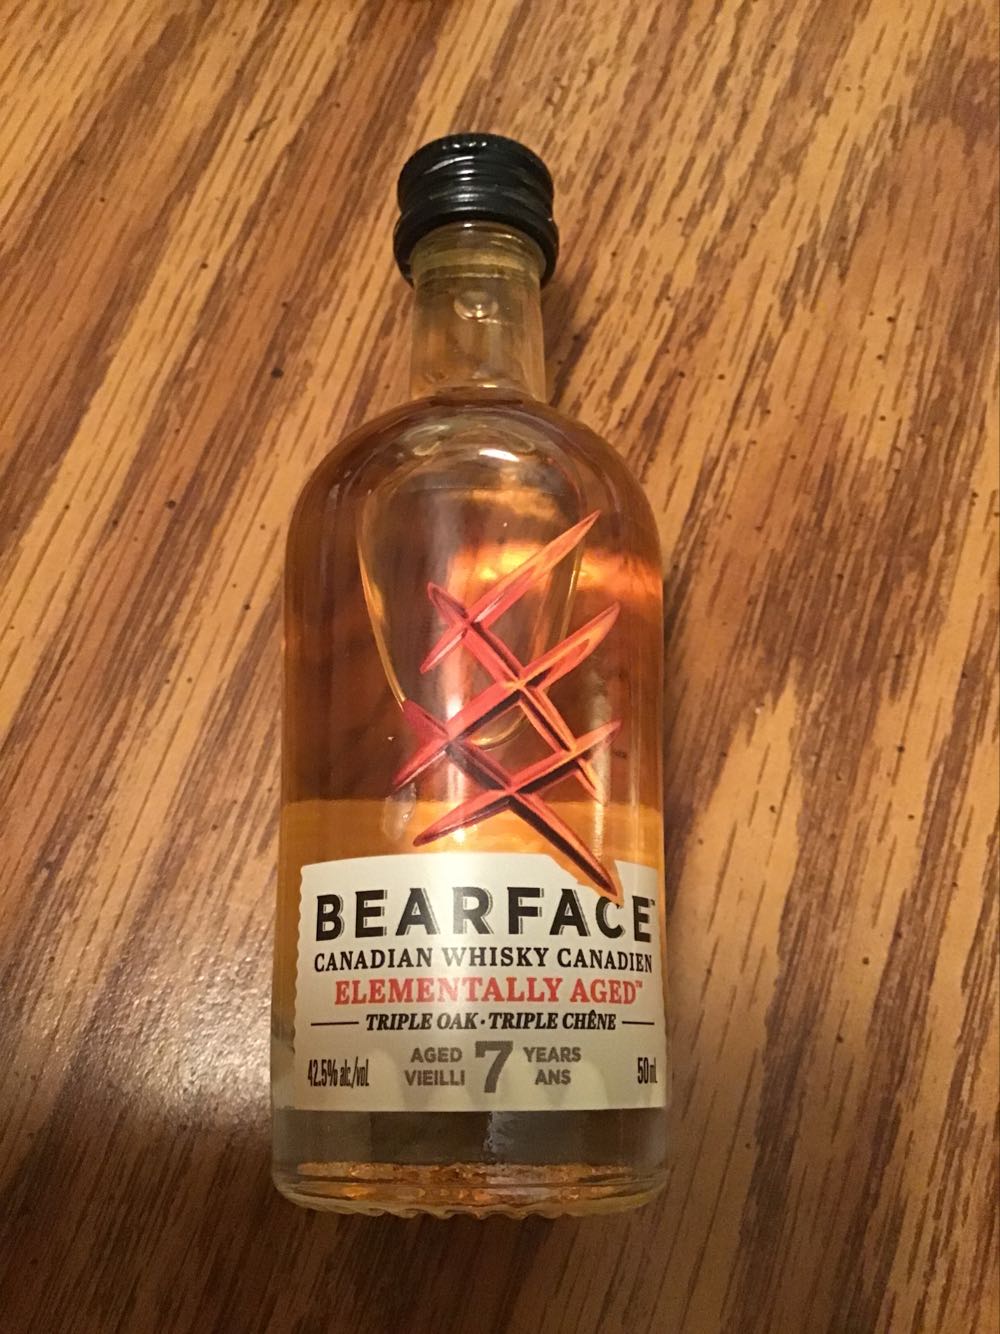 BEARFACE™
CANADIAN WHISKY CANADIEN
ELEMENTALLY AGED™
TRIPLE OAK · TRIPLE CHÊNE
42.5% alc./vol
AGED 7 YEARS
VIEILLI ANS
50 mL